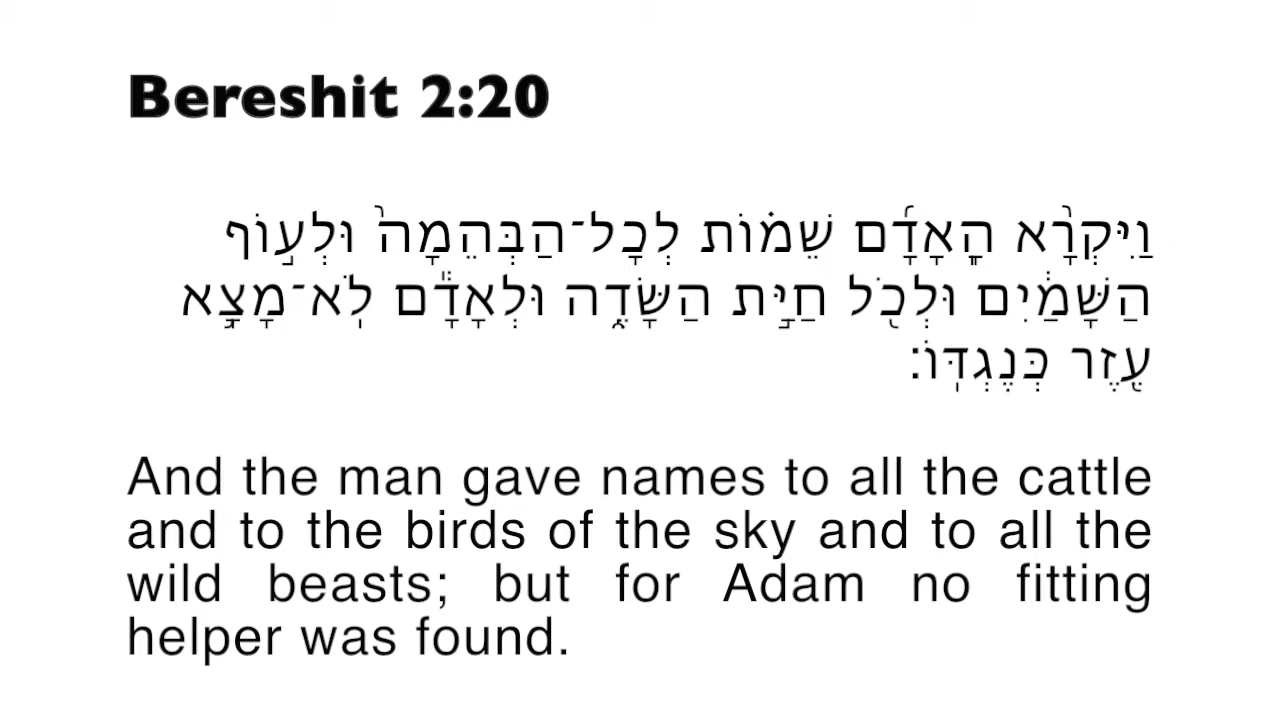 Bereshit 2:20
וַיִּקְרָ֨א הָֽאָדָ֜ם שֵׁמ֗וֹת לְכָל־הַבְּהֵמָה֙ וּלְע֣וֹף
הַשָּׁמַ֔יִם וּלְכֹ֖ל חַיַּ֣ת הַשָּׂדֶ֑ה וּלְאָדָ֕ם לֹֽא־מָצָ֥א
עֵ֖זֶר כְּנֶגְדּֽוֹ׃
And the man gave names to all the cattle
and to the birds of the sky and to all the
wild beasts; but for Adam no fitting
helper was found.